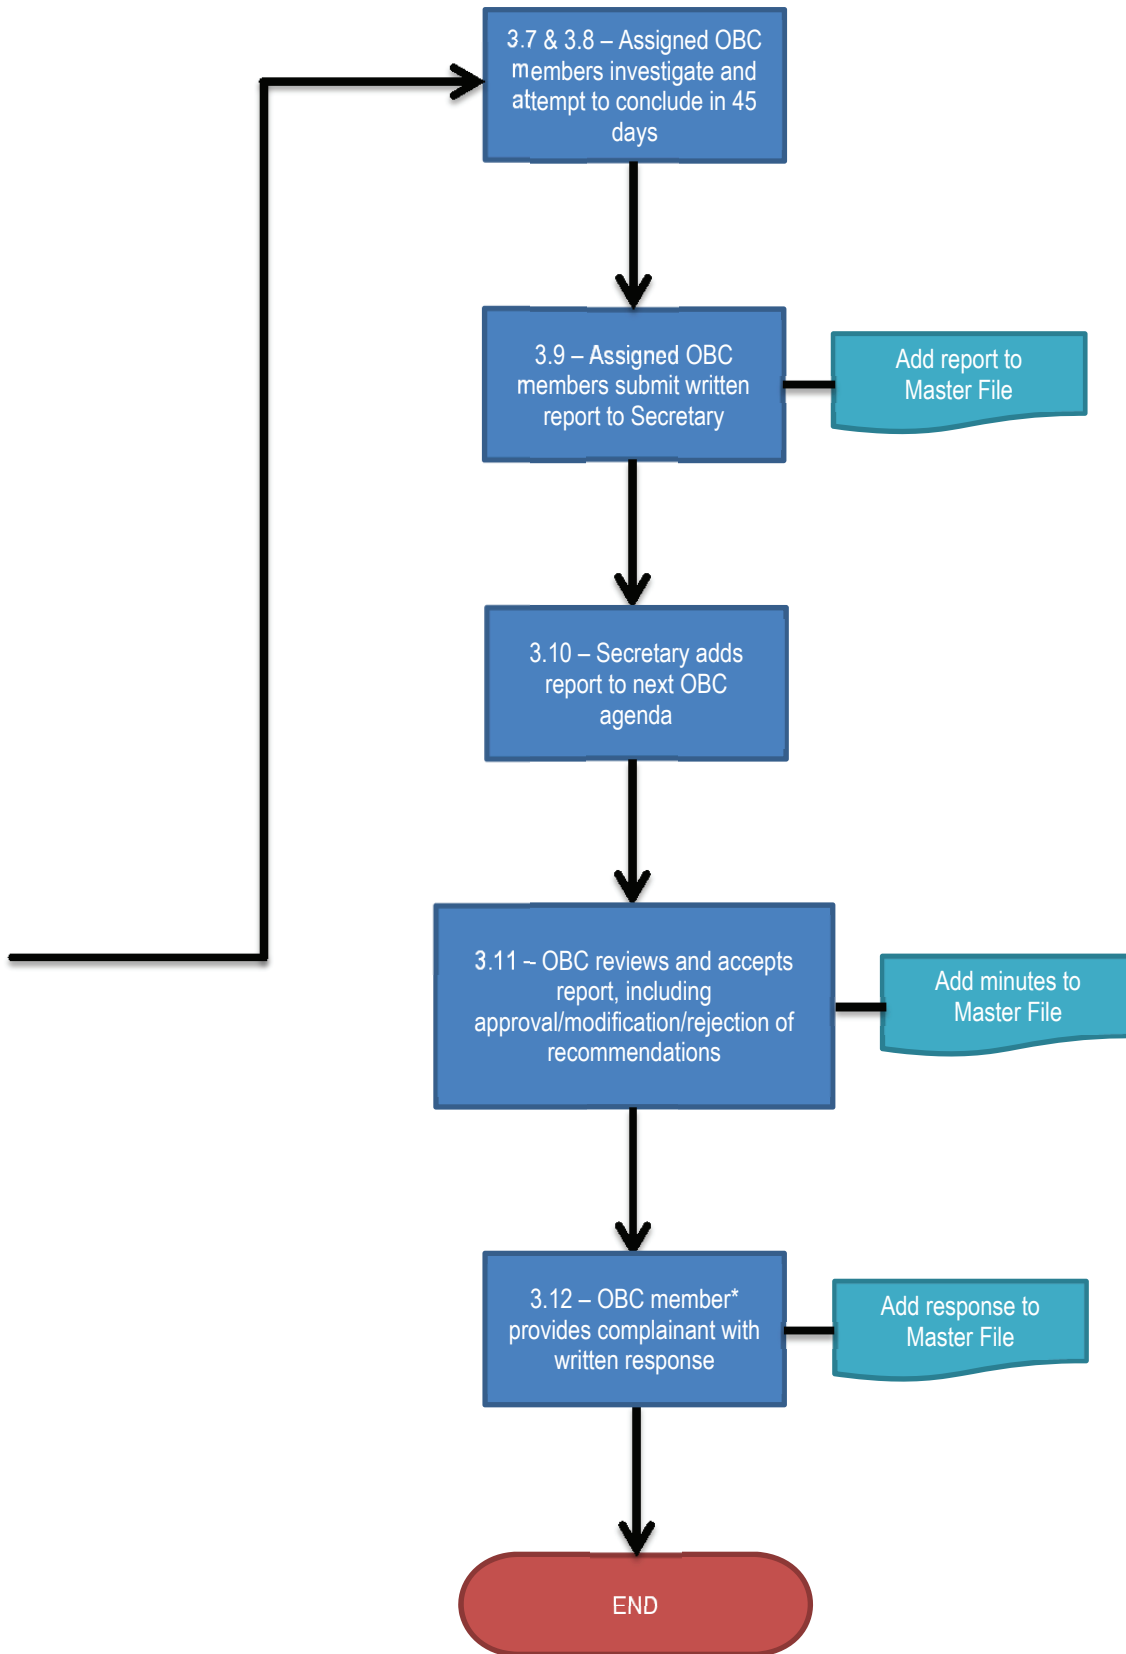 3.7 & 3.8 – Assigned OBC
members investigate and
attempt to conclude in 45
days
3.9 – Assigned OBC
members submit written
report to Secretary
Add report to
Master File
3.10 – Secretary adds
report to next OBC
agenda
3.11 – OBC reviews and accepts
report, including
approval/modification/rejection of
recommendations
Add minutes to
Master File
3.12 – OBC member*
provides complainant with
written response
Add response to
Master File
END